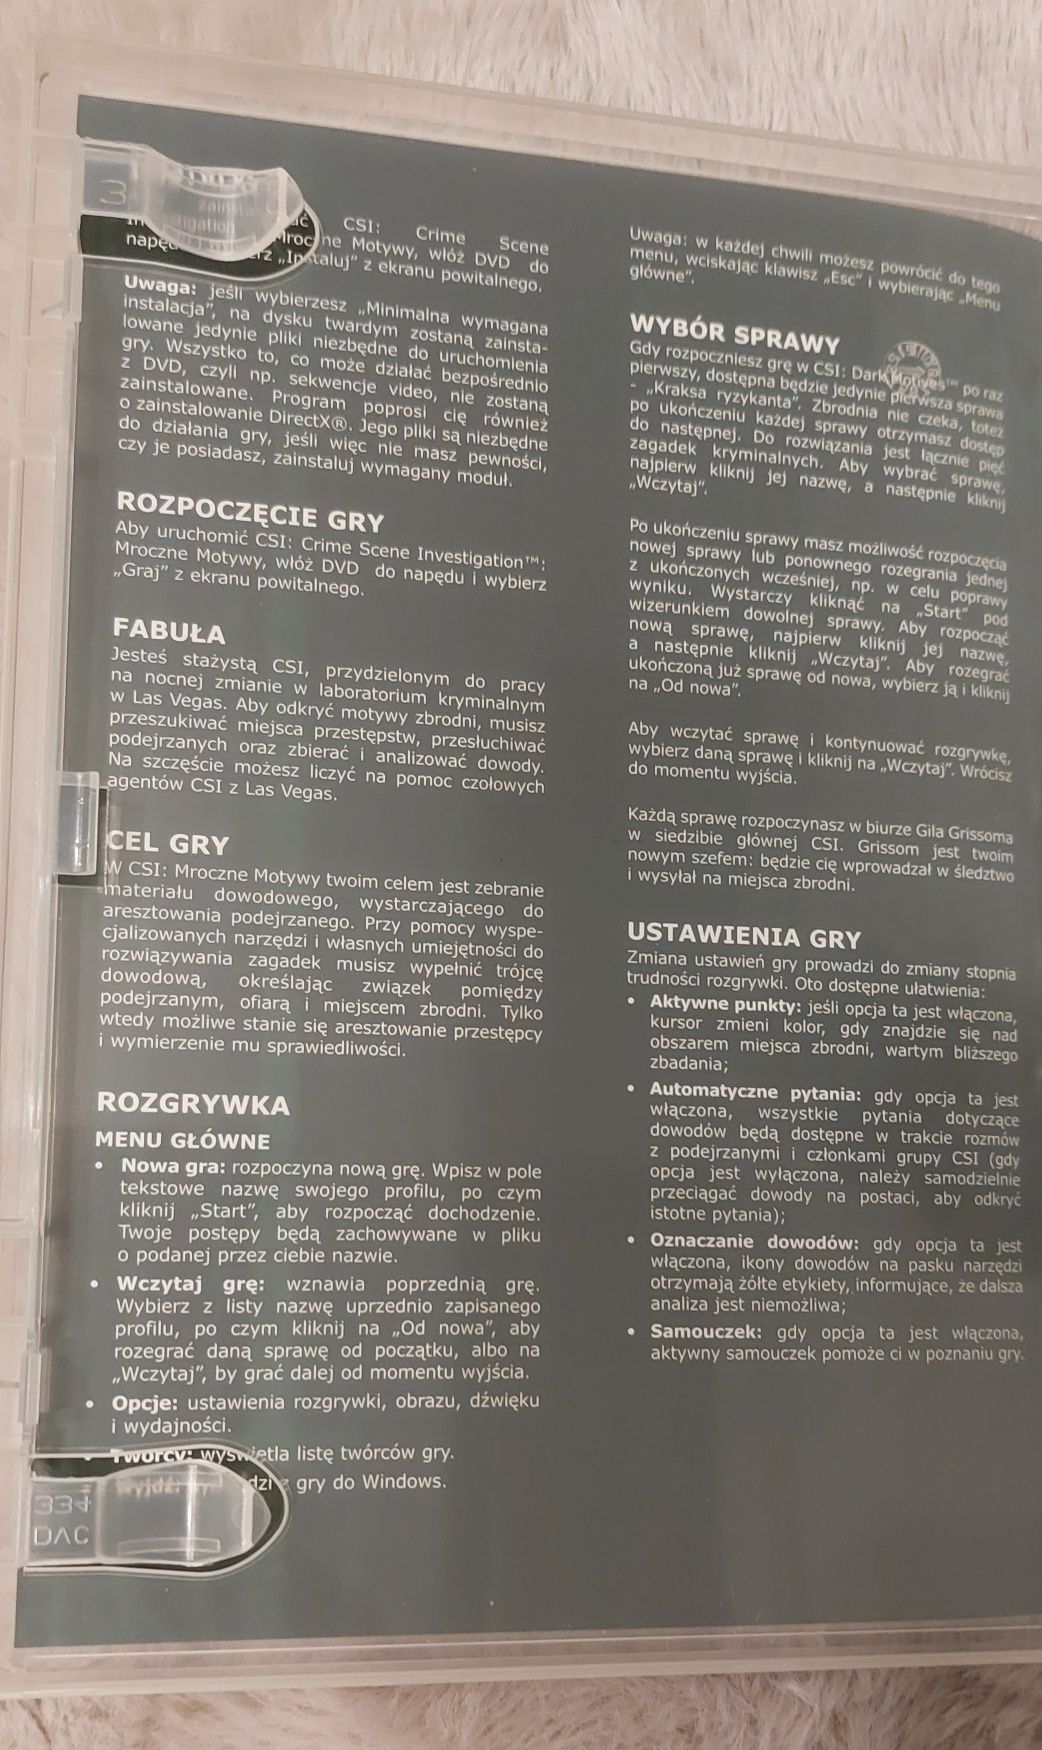 3
CSI: Crime Scene
Mroczne Motywy, włóż DVD do
„Instaluj” z ekranu powitalnego.
Uwaga: jeśli wybierzesz „Minimalna wymagana
instalacja”, na dysku twardym zostaną zainsta-
lowane jedynie pliki niezbędne do uruchomienia
gry. Wszystko to, co może działać bezpośrednio
z DVD, czyli np. sekwencje video, nie zostaną
zainstalowane. Program poprosi cię również
o zainstalowanie DirectX®. Jego pliki są niezbędne
do działania gry, jeśli więc nie masz pewności,
czy je posiadasz, zainstaluj wymagany moduł.
ROZPOCZĘCIE GRY
Aby uruchomić CSI: Crime Scene Investigation™:
Mroczne Motywy, włóż DVD do napędu i wybierz
„Graj” z ekranu powitalnego.
FABUŁA
Jesteś stażystą CSI, przydzielonym do pracy
na nocnej zmianie w laboratorium kryminalnym
w Las Vegas. Aby odkryć motywy zbrodni, musisz
przeszukiwać miejsca przestępstw, przesłuchiwać
podejrzanych oraz zbierać i analizować dowody.
Na szczęście możesz liczyć na pomoc czołowych
agentów CSI z Las Vegas.
CEL GRY
W CSI: Mroczne Motywy twoim celem jest zebranie
materiału dowodowego, wystarczającego do
aresztowania podejrzanego. Przy pomocy wyspe-
cjalizowanych narzędzi i własnych umiejętności do
rozwiązywania zagadek musisz wypełnić trójcę
dowodową, określając związek pomiędzy
podejrzanym, ofiarą i miejscem zbrodni. Tylko
wtedy możliwe stanie się aresztowanie przestępcy
i wymierzenie mu sprawiedliwości.
ROZGRYWKA
MENU GŁÓWNE
• Nowa gra: rozpoczyna nową grę. Wpisz w pole
tekstowe nazwę swojego profilu, po czym
kliknij „Start”, aby rozpocząć dochodzenie.
Twoje postępy będą zachowywane w pliku
o podanej przez ciebie nazwie.
• Wczytaj grę: wznawia poprzednią grę.
Wybierz z listy nazwę uprzednio zapisanego
profilu, po czym kliknij na „Od nowa”, aby
rozegrać daną sprawę od początku, albo na
„Wczytaj”, by grać dalej od momentu wyjścia.
• Opcje: ustawienia rozgrywki, obrazu, dźwięku
i wydajności.
Twórcy: wyświetla listę twórców gry.
z gry do Windows.
334
DAC
Uwaga: w każdej chwili możesz powrócić do tego
menu, wciskając klawisz „Esc” i wybierając „Menu
główne”.
WYBÓR SPRAWY
Gdy rozpoczniesz grę w CSI: Dark Motives™ po raz
pierwszy, dostępna będzie jedynie pierwsza sprawa
- „Kraksa ryzykanta”. Zbrodnia nie czeka, toteż
po ukończeniu każdej sprawy otrzymasz dostęp
do następnej. Do rozwiązania jest łącznie pięć
zagadek kryminalnych. Aby wybrać sprawę,
najpierw kliknij jej nazwę, a następnie kliknij
„Wczytaj”.
Po ukończeniu sprawy masz możliwość rozpoczęcia
nowej sprawy lub ponownego rozegrania jednej
z ukończonych wcześniej, np. w celu poprawy
wyniku. Wystarczy kliknąć na „Start” pod
wizerunkiem dowolnej sprawy. Aby rozpocząć
nową sprawę, najpierw kliknij jej nazwę,
a następnie kliknij „Wczytaj”. Aby rozegrać
ukończoną już sprawę od nowa, wybierz ją i kliknij
na „Od nowa”.
Aby wczytać sprawę i kontynuować rozgrywkę,
wybierz daną sprawę i kliknij na „Wczytaj”. Wrócisz
do momentu wyjścia.
Każdą sprawę rozpoczynasz w biurze Gila Grissoma
w siedzibie głównej CSI. Grissom jest twoim
nowym szefem: będzie cię wprowadzał w śledztwo
i wysyłał na miejsca zbrodni.
USTAWIENIA GRY
Zmiana ustawień gry prowadzi do zmiany stopnia
trudności rozgrywki. Oto dostępne ułatwienia:
• Aktywne punkty: jeśli opcja ta jest włączona,
kursor zmieni kolor, gdy znajdzie się nad
obszarem miejsca zbrodni, wartym bliższego
zbadania;
• Automatyczne pytania: gdy opcja ta jest
włączona, wszystkie pytania dotyczące
dowodów będą dostępne w trakcie rozmów
z podejrzanymi i członkami grupy CSI (gdy
opcja jest wyłączona, należy samodzielnie
przeciągać dowody na postaci, aby odkryć
istotne pytania);
• Oznaczanie dowodów: gdy opcja ta jest
włączona, ikony dowodów na pasku narzędzi
otrzymają żółte etykiety, informujące, że dalsza
analiza jest niemożliwa;
• Samouczek: gdy opcja ta jest włączona,
aktywny samouczek pomoże ci w poznaniu gry.